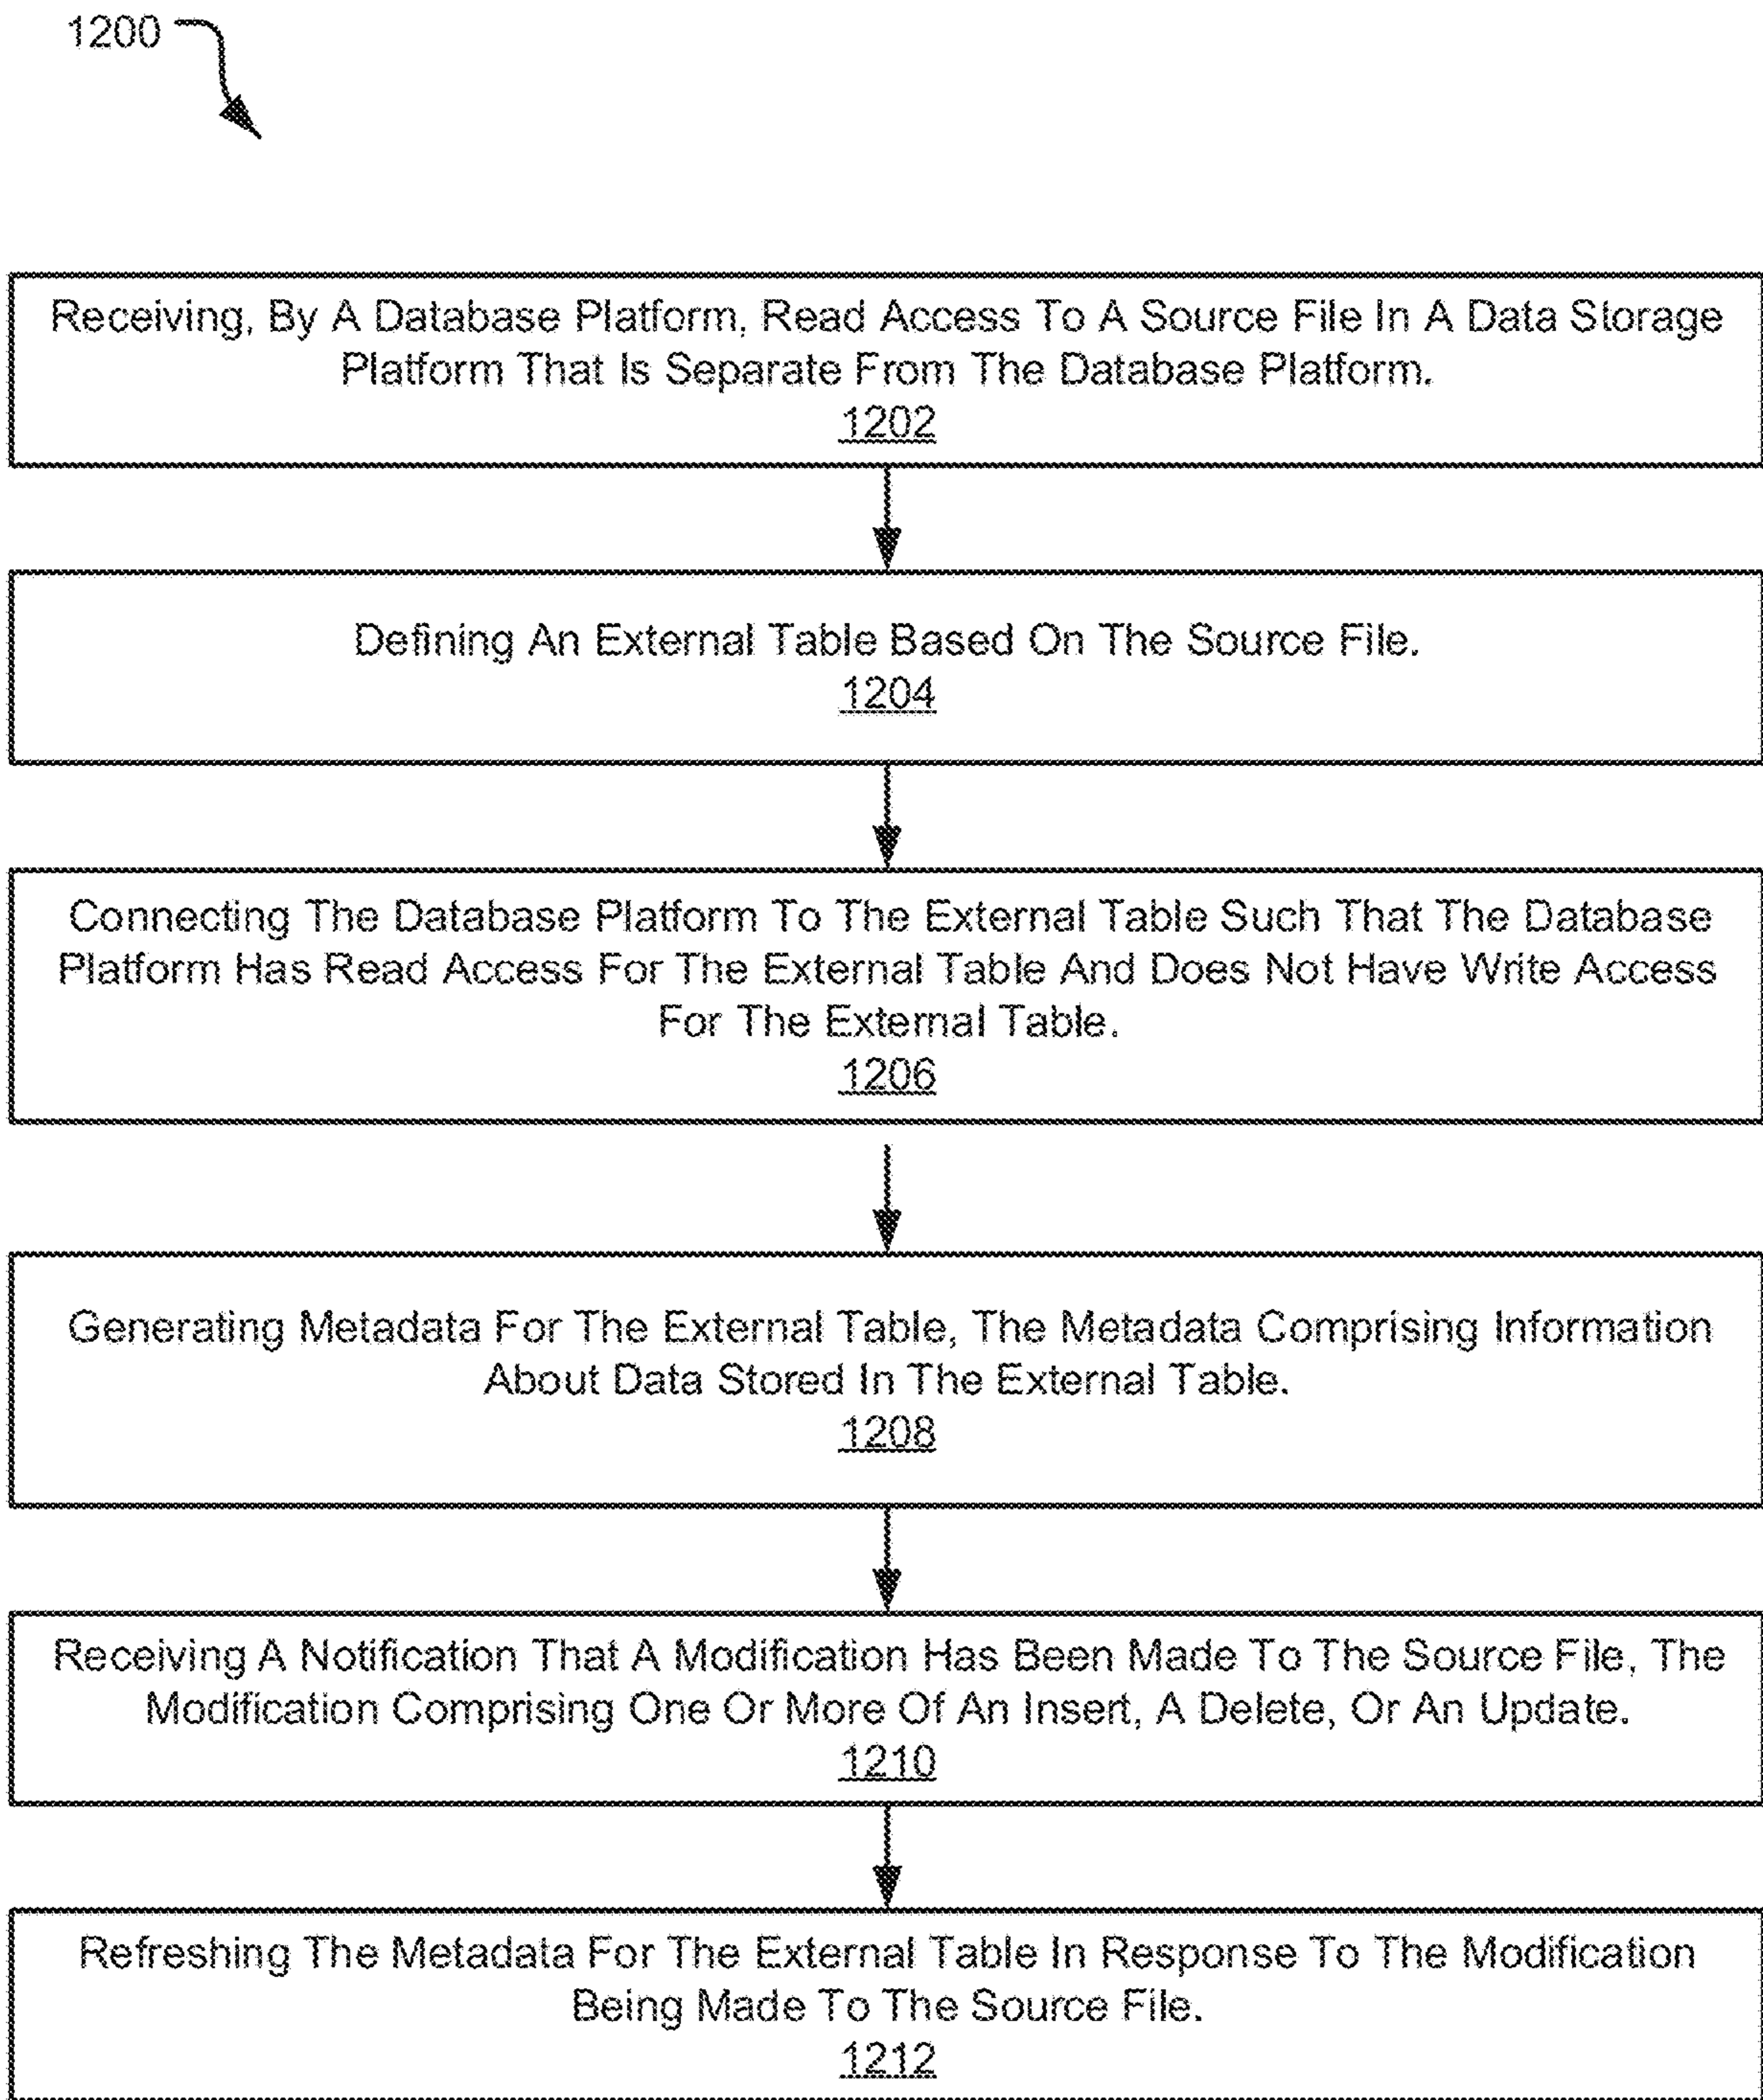 1200
Receiving, By A Database Platform, Read Access To A Source File In A Data Storage
Platform That Is Separate From The Database Platform.
1202
Defining An External Table Based On The Source File.
1204
Connecting The Database Platform To The External Table Such That The Database
Platform Has Read Access For The External Table And Does Not Have Write Access
For The External Table.
1206
Generating Metadata For The External Table, The Metadata Comprising Information
About Data Stored In The External Table.
1208
Receiving A Notification That A Modification Has Been Made To The Source File, The
Modification Comprising One Or More Of An Insert, A Delete, Or An Update.
1210
Refreshing The Metadata For The External Table In Response To The Modification
Being Made To The Source File.
1212